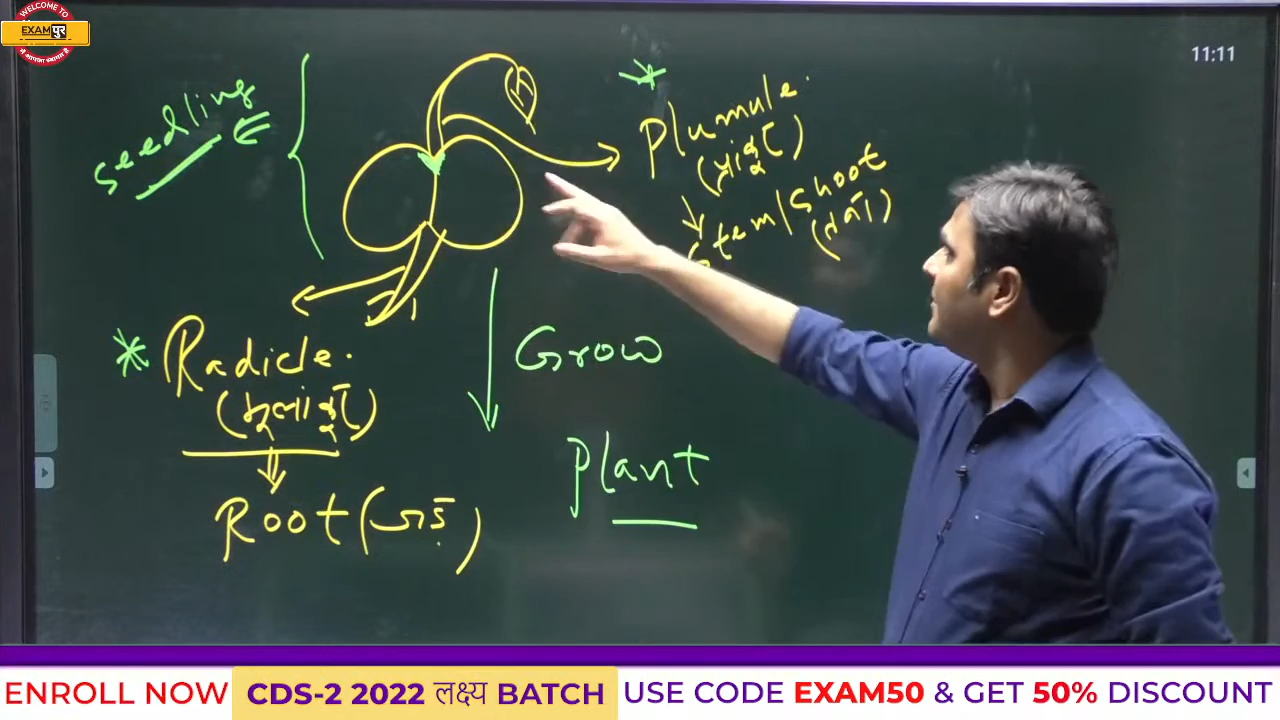 WELCOME TO
EXAMपुर
11:11
seedling
* Plumule.
(प्रांकुर)
Stem/Shoot
(तना)
* Radicle.
(मूलांकुर)
Root (जड़)
Grow
Plant
ENROLL NOW CDS-2 2022 लक्ष्य BATCH USE CODE EXAM50 & GET 50% DISCOUNT